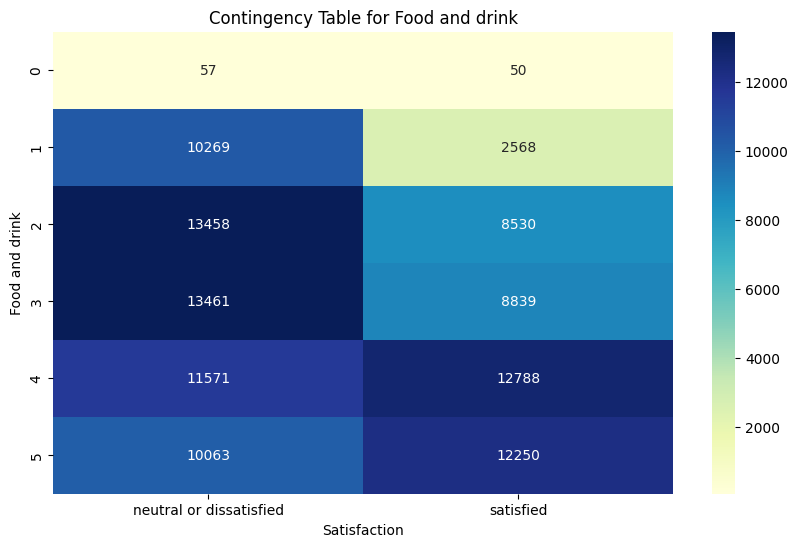 Contingency Table for Food and drink
Food and drink
0 57 50
1 10269 2568
2 13458 8530
3 13461 8839
4 11571 12788
5 10063 12250
neutral or dissatisfied satisfied
Satisfaction
12000
10000
8000
6000
4000
2000